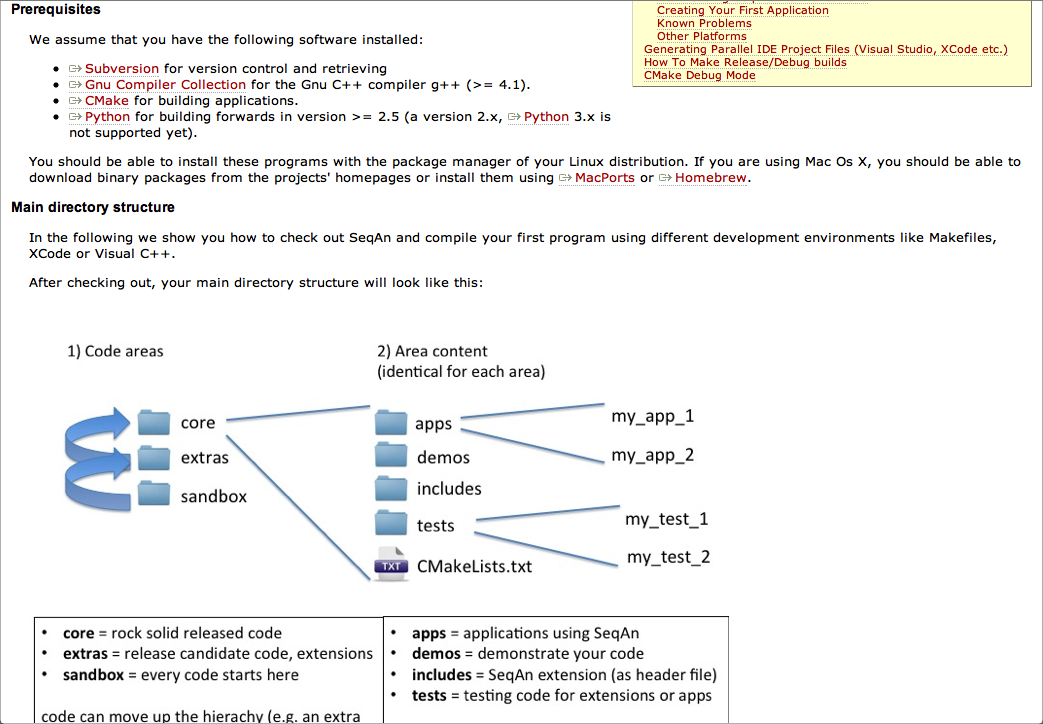 Prerequisites
Creating Your First Application
Known Problems
Other Platforms
Generating Parallel IDE Project Files (Visual Studio, XCode etc.)
How To Make Release/Debug builds
CMake Debug Mode
We assume that you have the following software installed:
• Subversion for version control and retrieving
• Gnu Compiler Collection for the Gnu C++ compiler g++ (>= 4.1).
• CMake for building applications.
• Python for building forwards in version >= 2.5 (a version 2.x, Python 3.x is
not supported yet).
You should be able to install these programs with the package manager of your Linux distribution. If you are using Mac Os X, you should be able to
download binary packages from the projects' homepages or install them using MacPorts or Homebrew.
Main directory structure
In the following we show you how to check out SeqAn and compile your first program using different development environments like Makefiles,
XCode or Visual C++.
After checking out, your main directory structure will look like this:
1) Code areas
core
extras
sandbox
2) Area content
(identical for each area)
apps
demos
includes
tests
TXT
CMakeLists.txt
my_app_1
my_app_2
my_test_1
my_test_2
• core = rock solid released code
• extras = release candidate code, extensions
• sandbox = every code starts here
code can move up the hierachy (e.g. an extra
• apps = applications using SeqAn
• demos = demonstrate your code
• includes = SeqAn extension (as header file)
• tests = testing code for extensions or apps